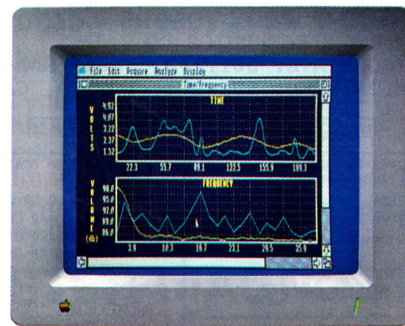 File Edit Acquire Analyze Display
Time/Frequency
TIME
VOLTS
4.92
4.07
3.22
2.37
1.52
22.3 55.7 89.1 122.5 155.9 189.3
FREQUENCY
VOLUME
(db)
98.0
95.0
92.0
89.0
86.0
3.9 10.3 16.7 22.1 29.5 35.9